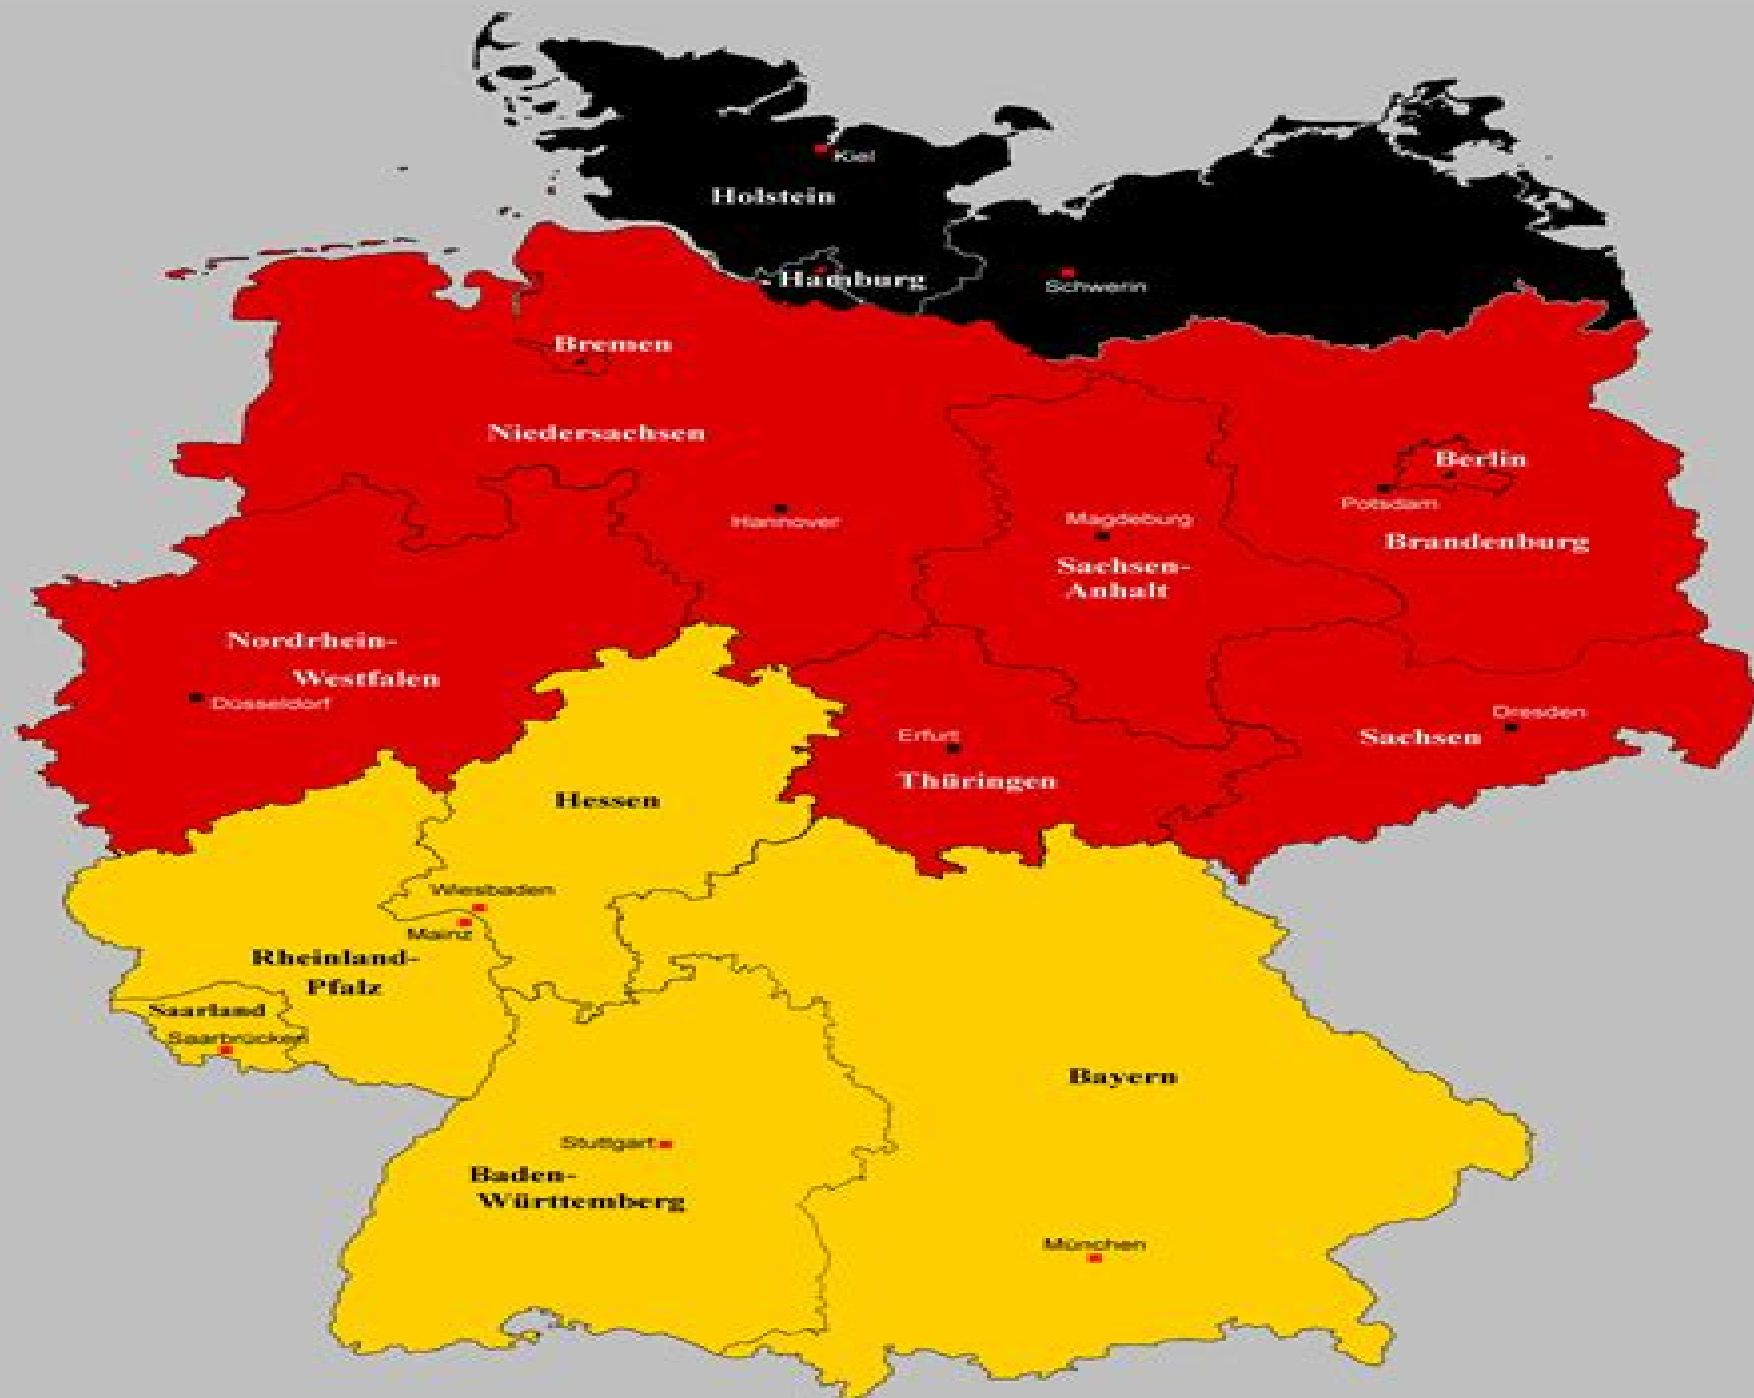 Kiel
Holstein
Hamburg
Schwerin
Bremen
Niedersachsen
Hannover
Magdeburg
Sachsen-
Anhalt
Berlin
Potsdam
Brandenburg
Nordrhein-
Westfalen
Düsseldorf
Erfurt
Thüringen
Dresden
Sachsen
Hessen
Wiesbaden
Mainz
Rheinland-
Pfalz
Saarland
Saarbrücken
Bayern
Stuttgart
Baden-
Württemberg
München